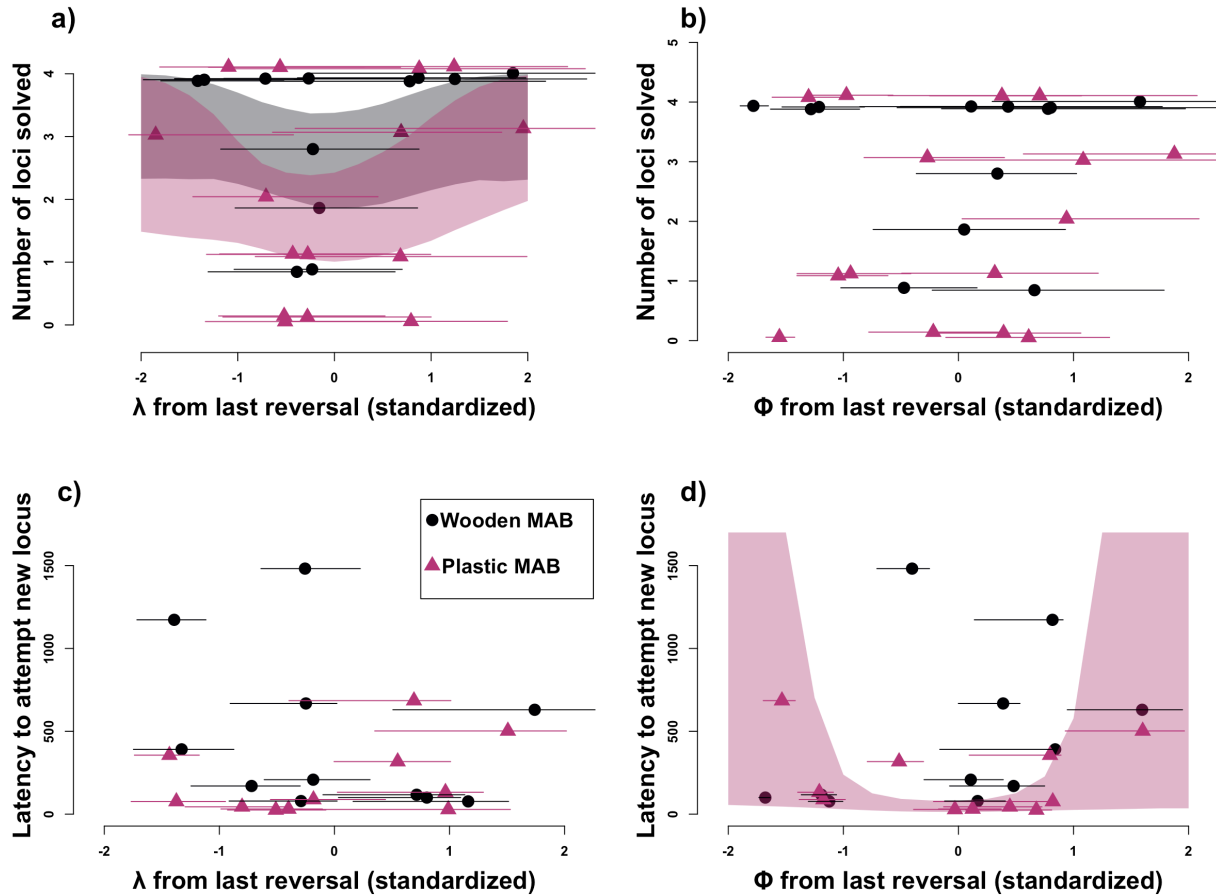 a)
Number of loci solved
4
3
2
1
0
-2 -1 0 1 2
λ from last reversal (standardized)
b)
Number of loci solved
5
4
3
2
1
0
-2 -1 0 1 2
Φ from last reversal (standardized)
c)
Latency to attempt new locus
1500
1000
500
0
Wooden MAB
Plastic MAB
-2 -1 0 1 2
λ from last reversal (standardized)
d)
Latency to attempt new locus
1500
1000
500
0
-2 -1 0 1 2
Φ from last reversal (standardized)